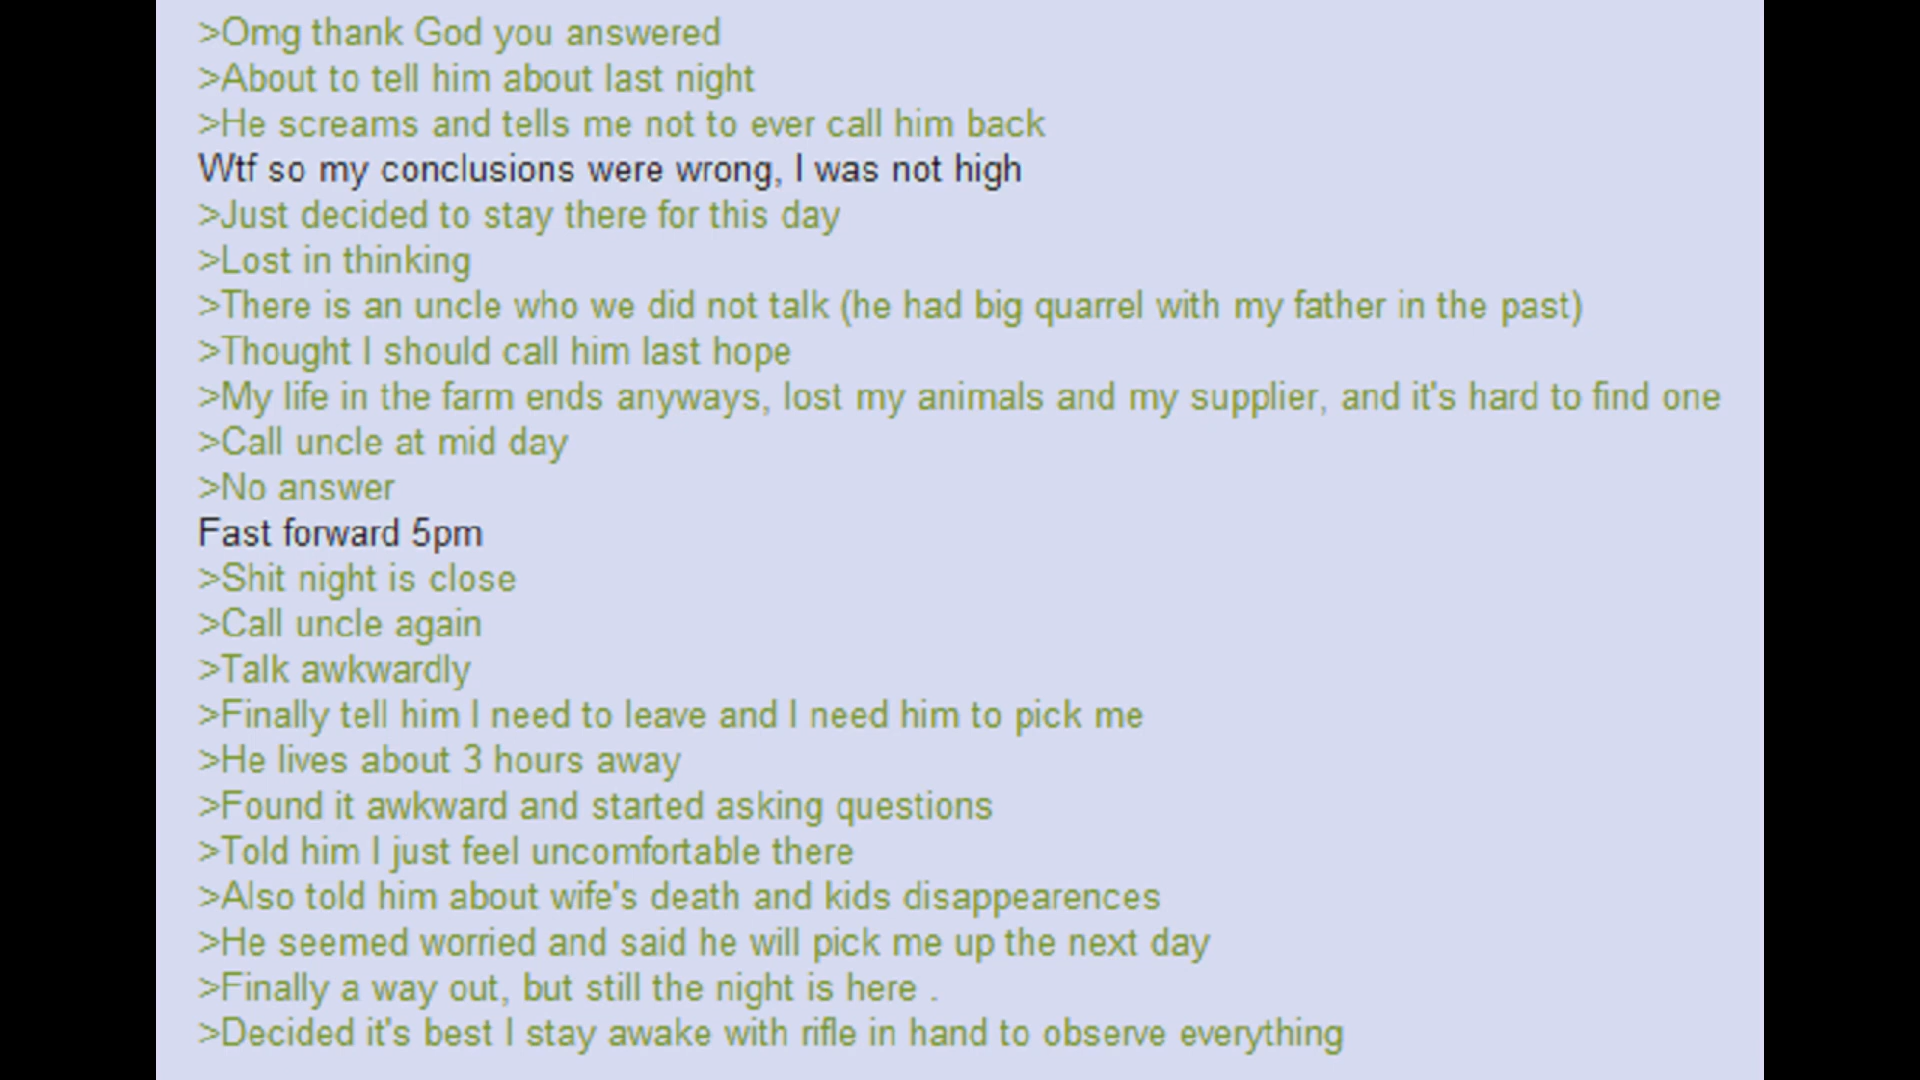 >Omg thank God you answered
>About to tell him about last night
>He screams and tells me not to ever call him back
Wtf so my conclusions were wrong, I was not high
>Just decided to stay there for this day
>Lost in thinking
>There is an uncle who we did not talk (he had big quarrel with my father in the past)
>Thought I should call him last hope
>My life in the farm ends anyways, lost my animals and my supplier, and it's hard to find one
>Call uncle at mid day
>No answer
Fast forward 5pm
>Shit night is close
>Call uncle again
>Talk awkwardly
>Finally tell him I need to leave and I need him to pick me
>He lives about 3 hours away
>Found it awkward and started asking questions
>Told him I just feel uncomfortable there
>Also told him about wife's death and kids disappearences
>He seemed worried and said he will pick me up the next day
>Finally a way out, but still the night is here .
>Decided it's best I stay awake with rifle in hand to observe everything